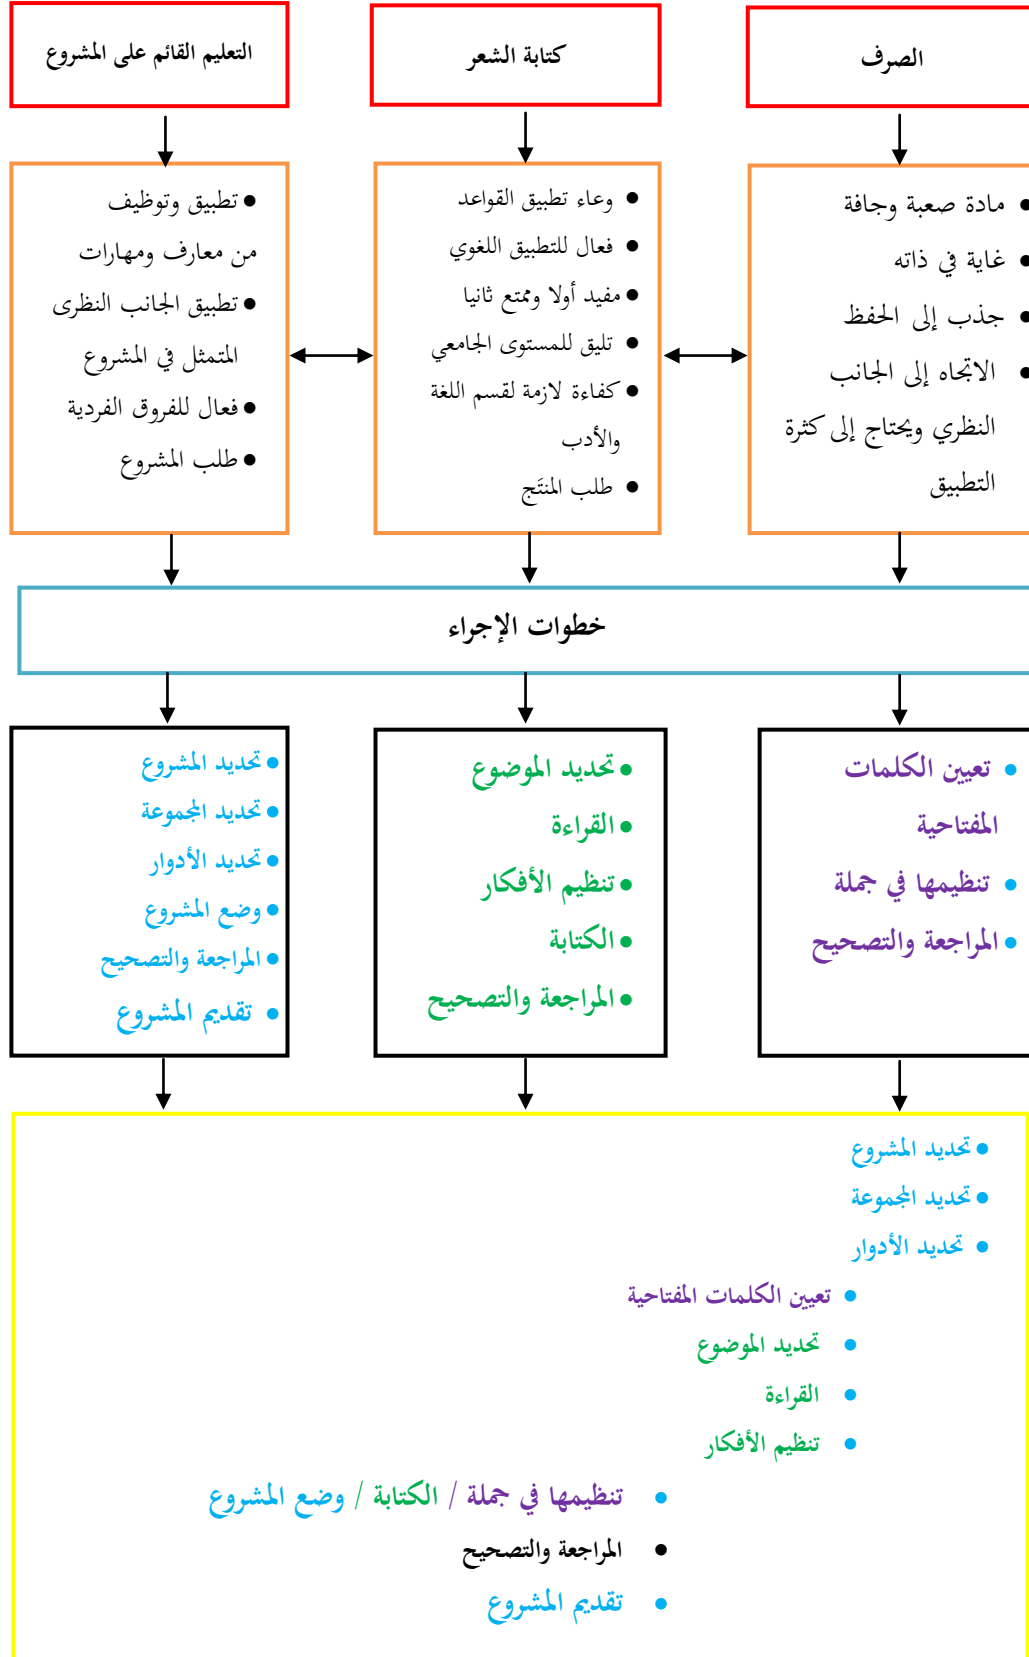 الصرف
كتابة الشعر
التعليم القائم على المشروع
● مادة صعبة وجافة
● غاية في ذاته
● جذب إلى الحفظ
● الاتجاه إلى الجانب
النظري ويحتاج إلى كثرة
التطبيق
● وعاء تطبيق القواعد
● فعال للتطبيق اللغوي
● مفيد أولا وممتع ثانيا
● تليق للمستوى الجامعي
● كفاءة لازمة لقسم اللغة
والأدب
● طلب المنتَج
● تطبيق وتوظيف
من معارف ومهارات
● تطبيق الجانب النظرى
المتمثل في المشروع
● فعال للفروق الفردية
● طلب المشروع
خطوات الإجراء
● تعيين الكلمات
المفتاحية
● تنظيمها في جملة
● المراجعة والتصحيح
● تحديد الموضوع
● القراءة
● تنظيم الأفكار
● الكتابة
● المراجعة والتصحيح
● تحديد المشروع
● تحديد المجموعة
● تحديد الأدوار
● وضع المشروع
● المراجعة والتصحيح
● تقديم المشروع
● تحديد المشروع
● تحديد المجموعة
● تحديد الأدوار
● تعيين الكلمات المفتاحية
● تحديد الموضوع
● القراءة
● تنظيم الأفكار
● تنظيمها في جملة / الكتابة / وضع المشروع
● المراجعة والتصحيح
● تقديم المشروع